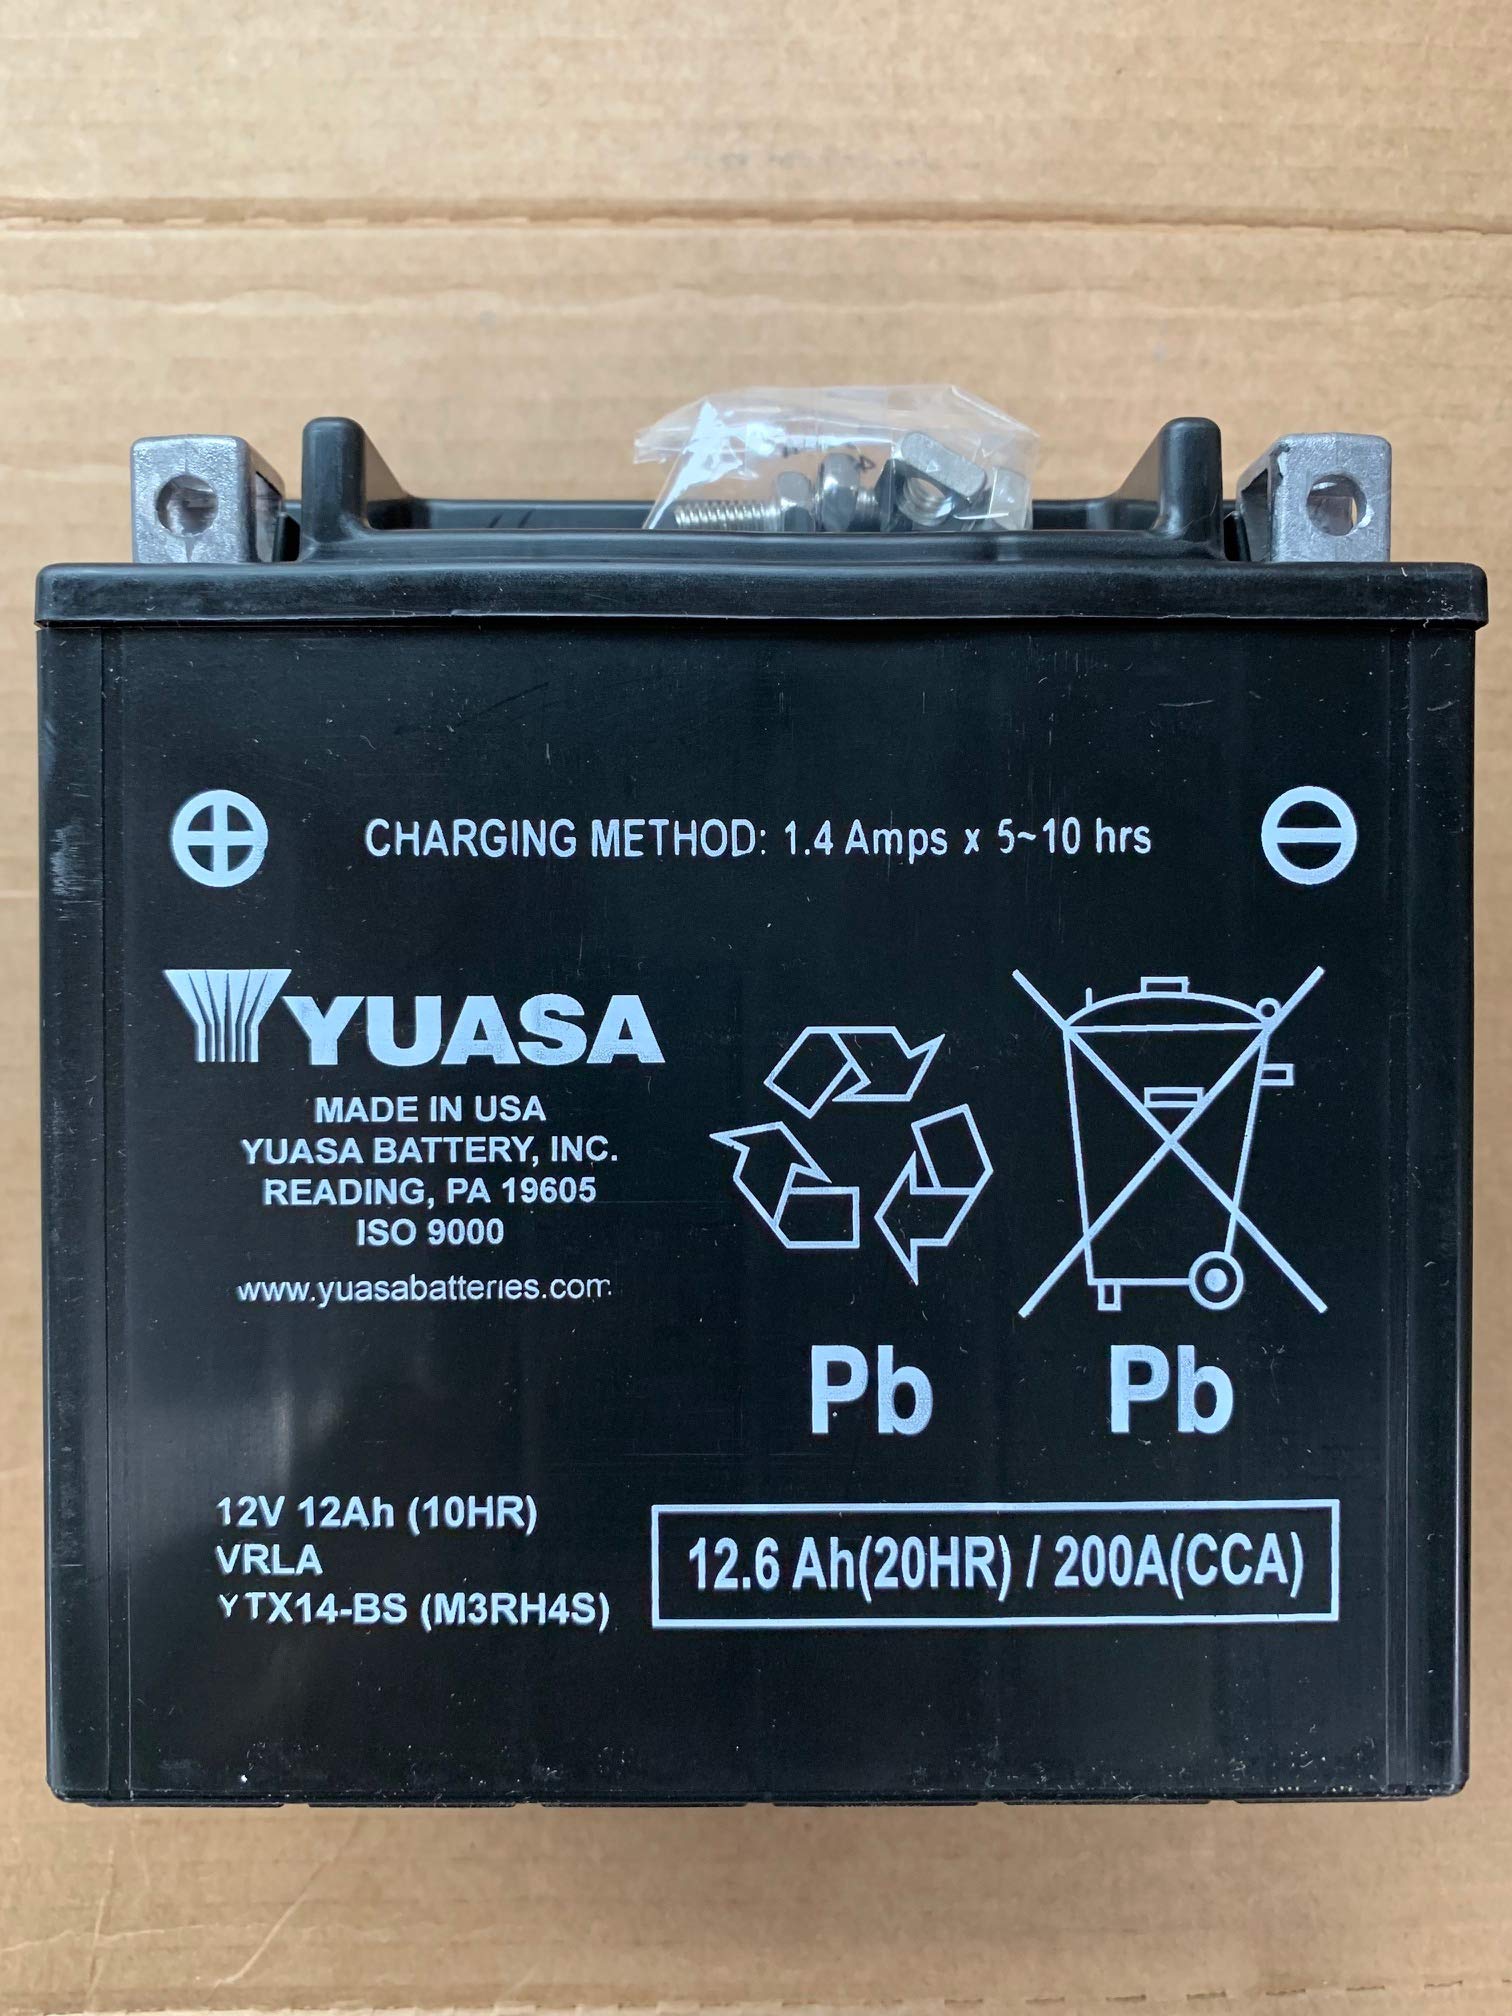 CHARGING METHOD: 1.4 Amps x 5~10 hrs
YUASA
MADE IN USA
YUASA BATTERY, INC.
READING, PA 19605
ISO 9000
www.yuasabatteries.com
Pb Pb
12V 12Ah (10HR)
VRLA
YTX14-BS (M3RH4S)
12.6 Ah(20HR) / 200A(CCA)